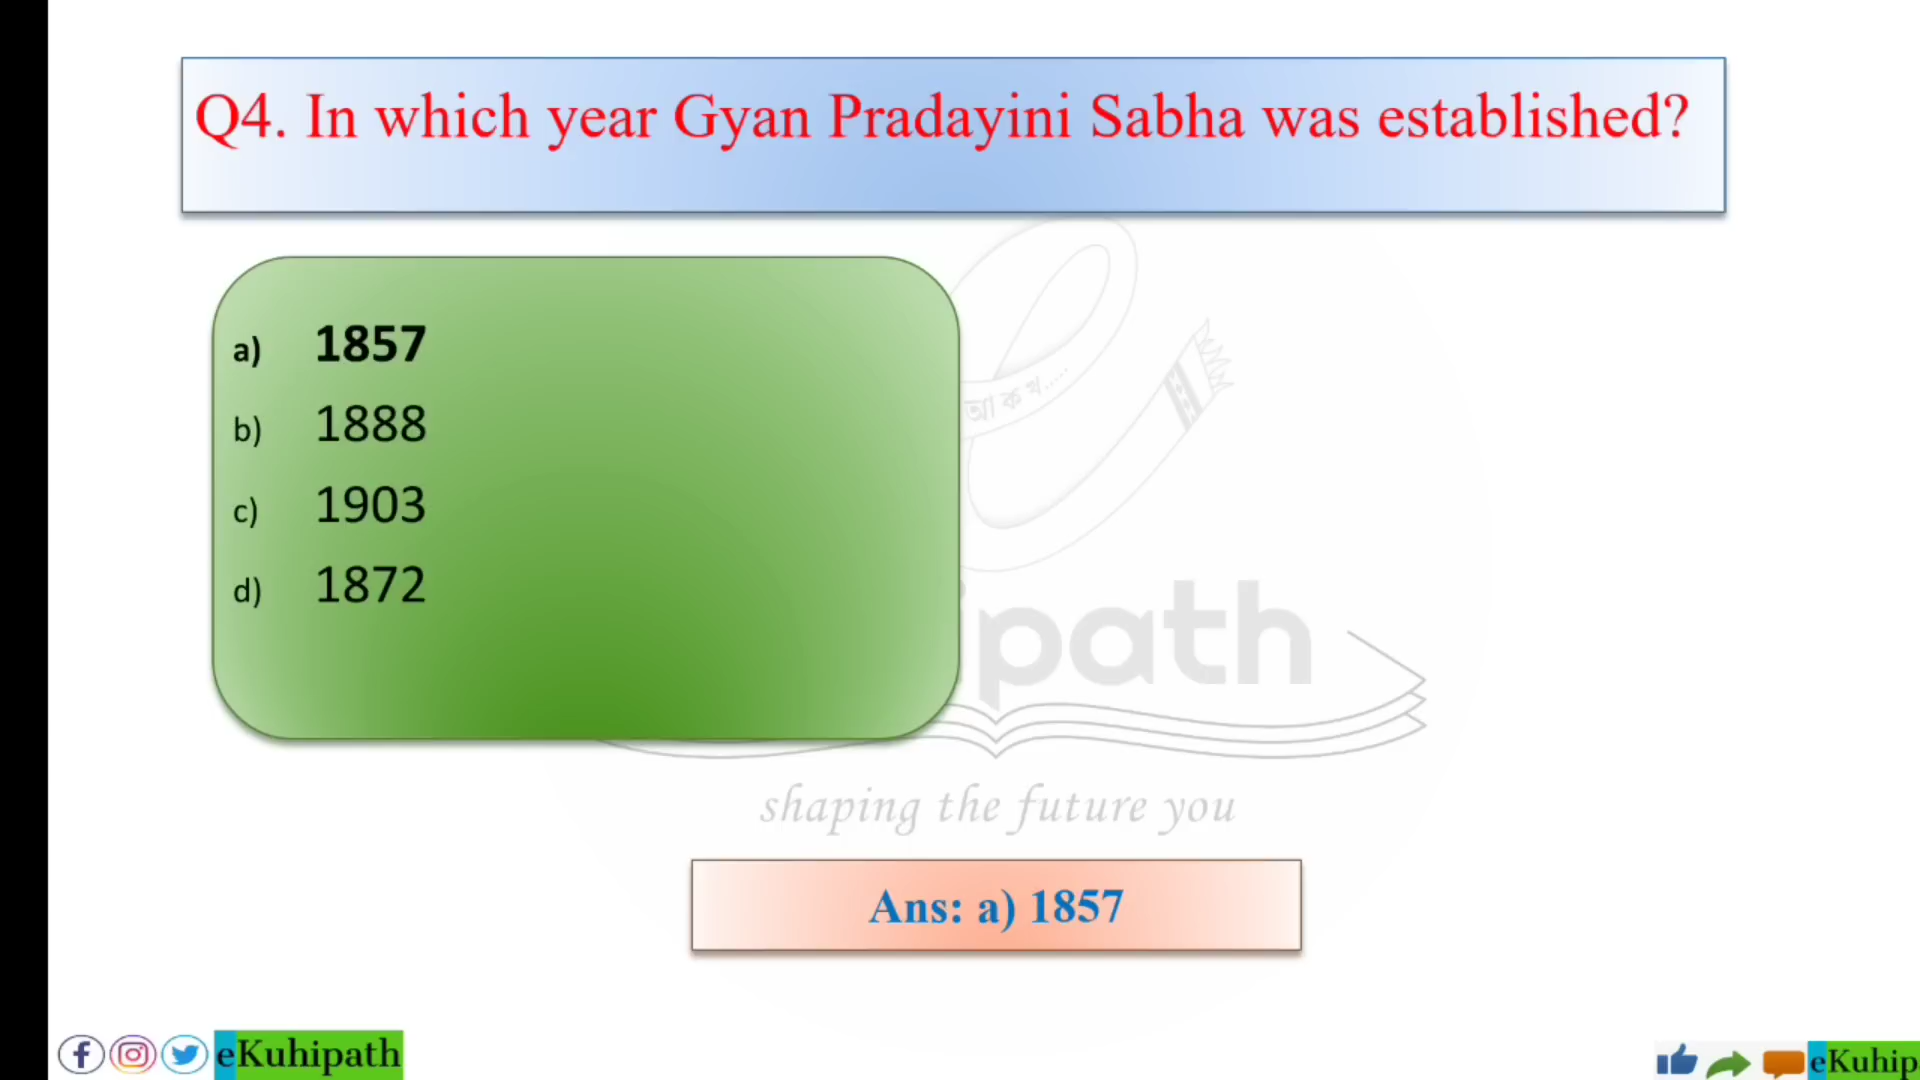 Q4. In which year Gyan Pradayini Sabha was established?
a) 1857
b) 1888
c) 1903
d) 1872
আ ক খ.....
path
shaping the future you
Ans: a) 1857
eKuhipath
eKuhip